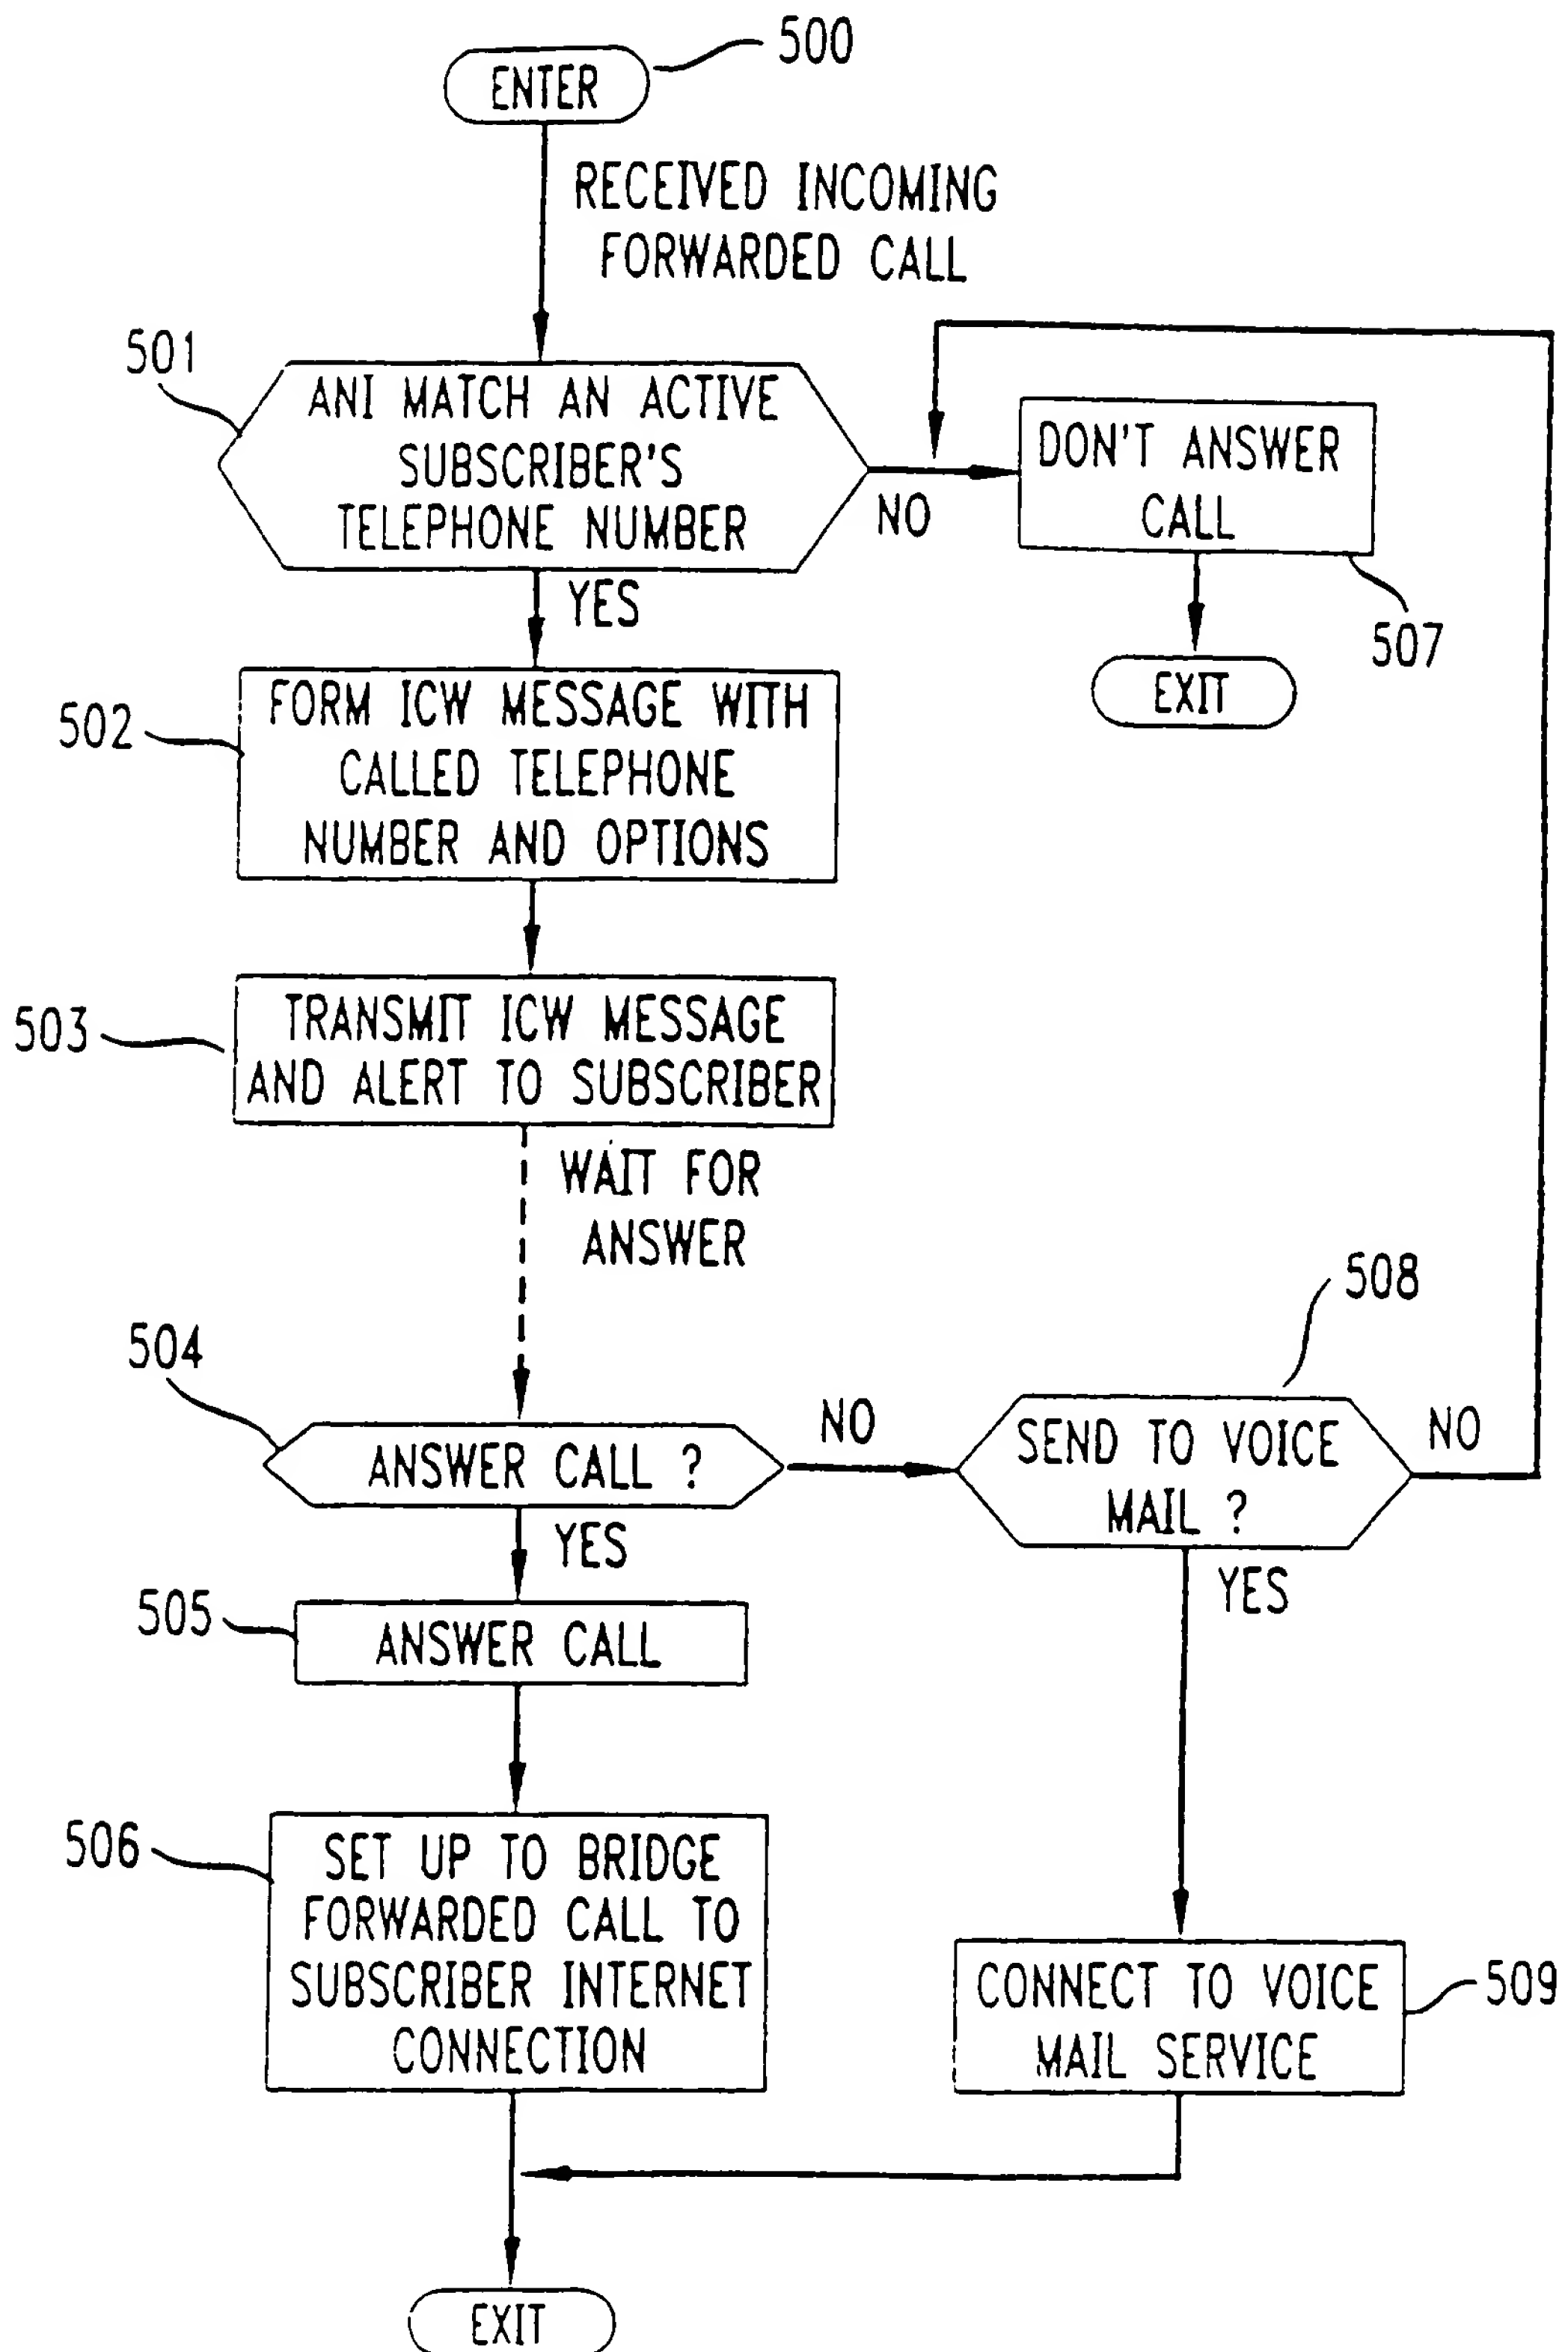 500
ENTER
RECEIVED INCOMING
FORWARDED CALL
501
ANI MATCH AN ACTIVE
SUBSCRIBER'S
TELEPHONE NUMBER
NO
DON'T ANSWER
CALL
507
EXIT
YES
502
FORM ICW MESSAGE WITH
CALLED TELEPHONE
NUMBER AND OPTIONS
503
TRANSMIT ICW MESSAGE
AND ALERT TO SUBSCRIBER
WAIT FOR
ANSWER
504
ANSWER CALL ?
NO
508
SEND TO VOICE
MAIL ?
NO
YES
YES
505
ANSWER CALL
506
SET UP TO BRIDGE
FORWARDED CALL TO
SUBSCRIBER INTERNET
CONNECTION
CONNECT TO VOICE
MAIL SERVICE
509
EXIT